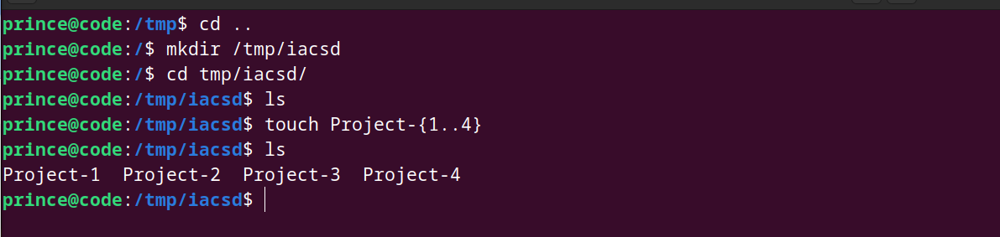 prince@code:/tmp$ cd ..
prince@code:/$ mkdir /tmp/iacsd
prince@code:/$ cd tmp/iacsd/
prince@code:/tmp/iacsd$ ls
prince@code:/tmp/iacsd$ touch Project-{1..4}
prince@code:/tmp/iacsd$ ls
Project-1  Project-2  Project-3  Project-4
prince@code:/tmp/iacsd$